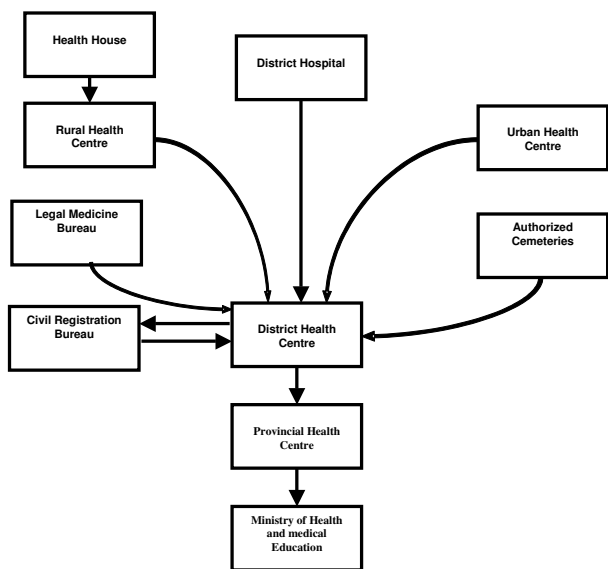 Health House
District Hospital
Rural Health
Centre
Urban Health
Centre
Legal Medicine
Bureau
Authorized
Cemeteries
Civil Registration
Bureau
District Health
Centre
Provincial Health
Centre
Ministry of Health
and medical
Education